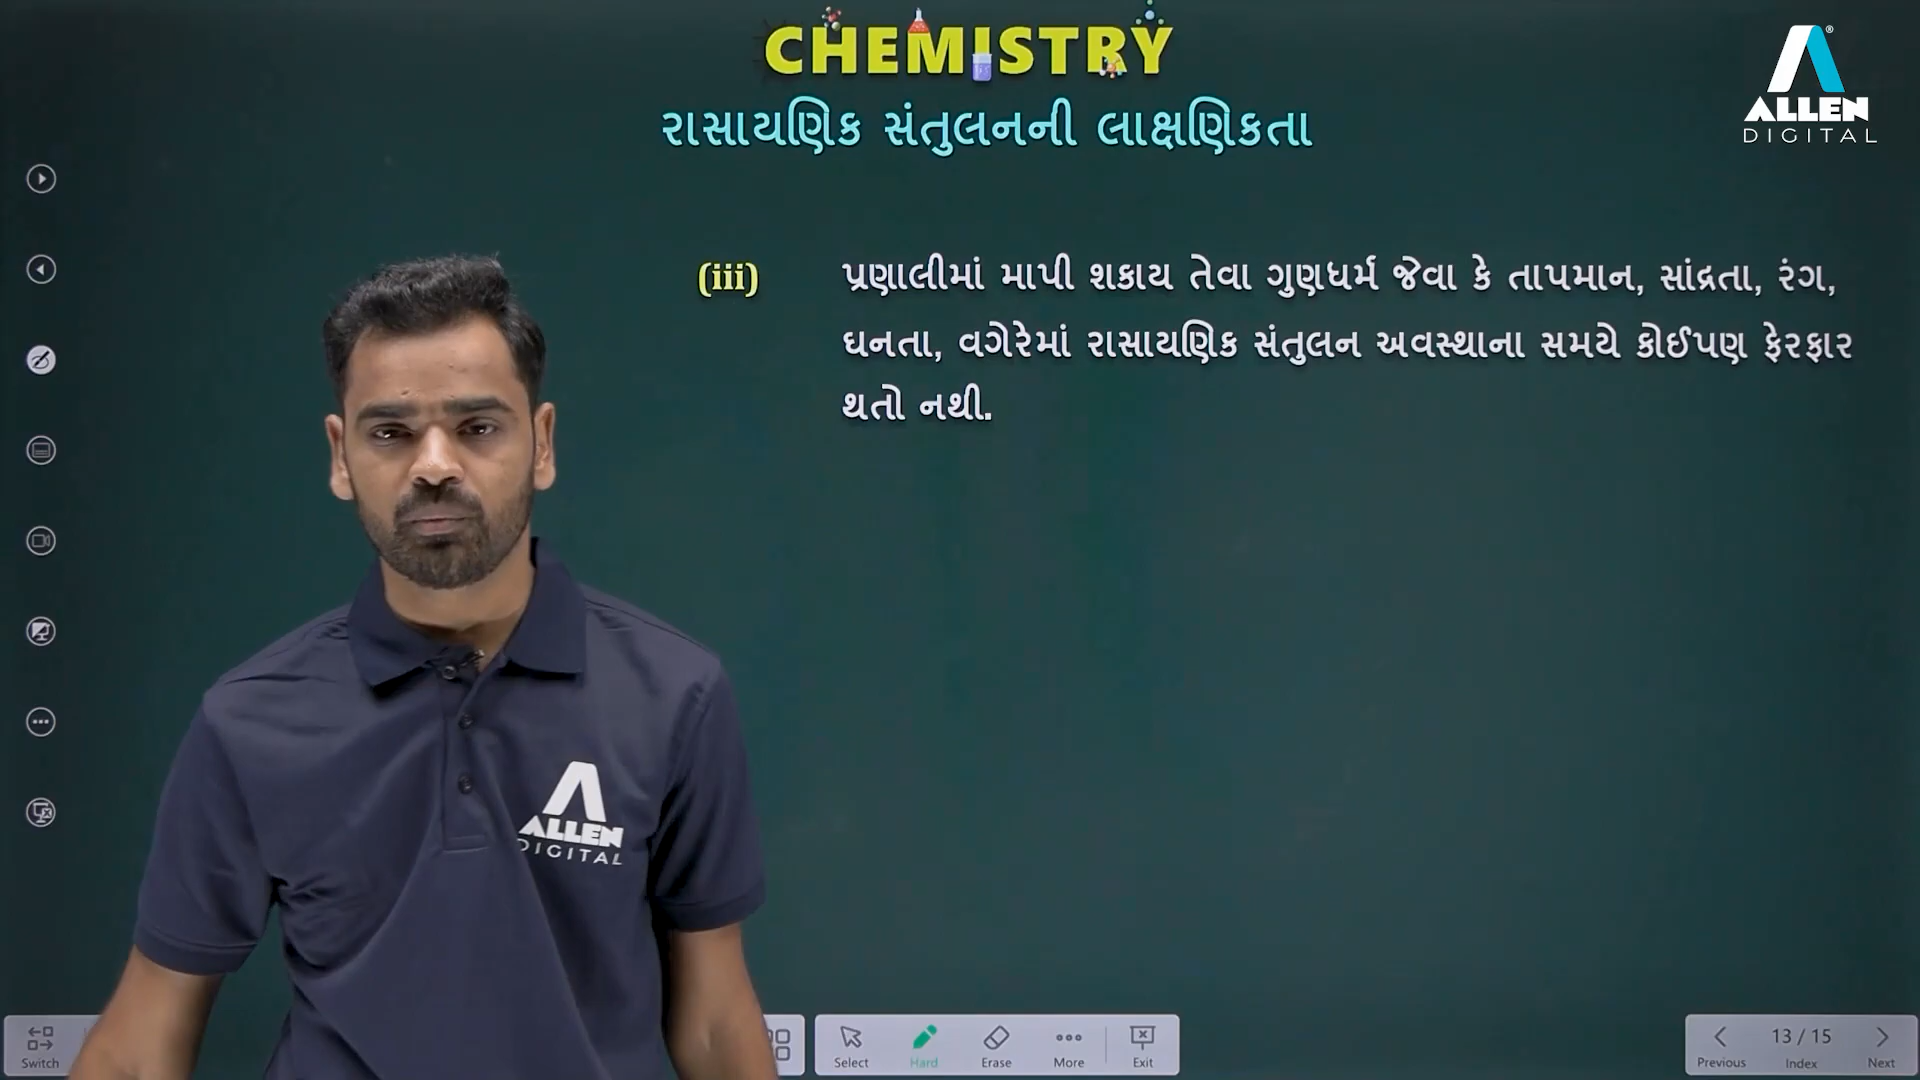 CHEMISTRY
રાસાયણિક સંતુલનની લાક્ષણિકતા
ALLEN
DIGITAL
(iii) પ્રણાલીમાં માપી શકાય તેવા ગુણધર્મ જેવા કે તાપમાન, સાંદ્રતા, રંગ,
ઘનતા, વગેરેમાં રાસાયણિક સંતુલન અવસ્થાના સમયે કોઈપણ ફેરફાર
થતો નથી.
ALLEN
DIGITAL
Switch
Select Hard Erase More Exit
13 / 15
Previous Index Next